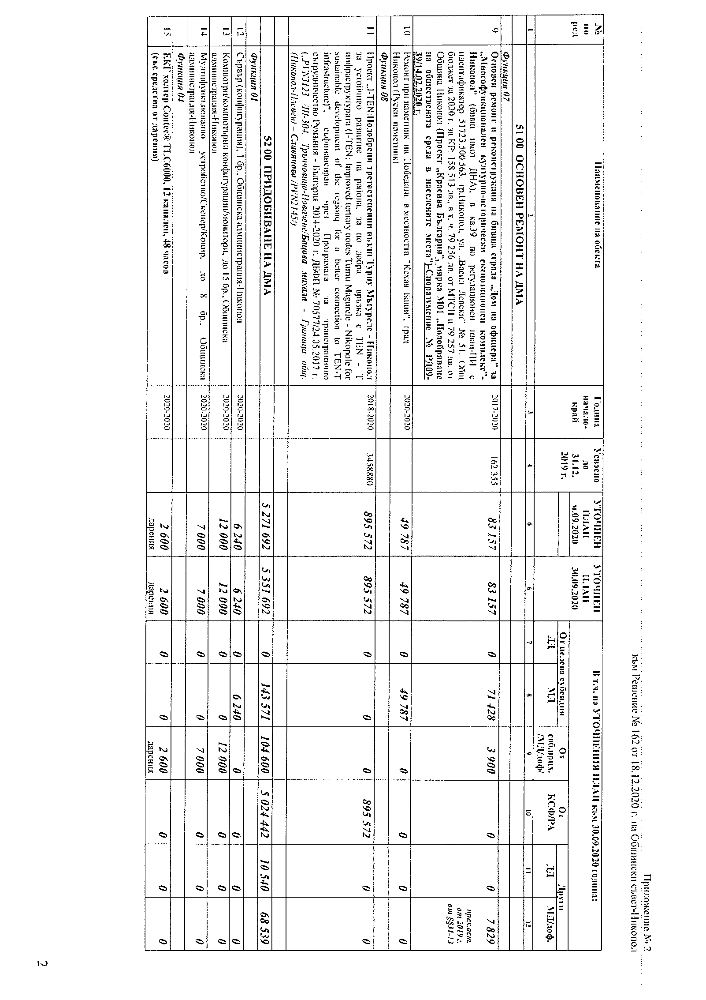 Приложение № 2
към Решение № 162 от 18.12.2020 г. на Общински съвет-Никопол
№ по ред
Наименование на обекта
Година начало-край
Усвоено до 31.12. 2019 г.
УТОЧНЕН ПЛАН м.09.2020
УТОЧНЕН ПЛАН 30.09.2020
В т.ч. по УТОЧНЕНИЯ ПЛАН към 30.09.2020 година:
От целева субсидия
От соб.прих. /МД/доф/
От КСФ/РА
Други
ДД МД ДД МД/доф.
1 2 3 4 6 6 7 8 9 10 11 12
51 00 ОСНОВЕН РЕМОНТ НА ДМА
Функция 07
9 Основен ремонт и реконструкция на бивша сграда „Дом на офицера“ за 2017-2020 162 355 83 157 83 157 0 71 428 3 900 0 0 7 829
„Многофункционален културно-исторически експозиционен комплекс“-
Никопол“ (бивш имот ДНА), в кв.39 по регулационен план-ПИ с
идентификатор 51723.500.563, гр.Никопол, ул. „Васил Левски“ № 51. Общ
бюджет за 2020 г. за КР: 158 513 лв., в т. ч. 79 256 лв. от МТСП и 79 257 лв. от
Община Никопол (Проект „Красива България“, мярка М01 „Подобряване
на обществената среда в населените места“)-Споразумение № РД09-
39/14.02.2020 г.
прех.ост.
от 2019 г.
от §§31-13
10 Ремонт при паметник на Победата в местността "Кехая Баши", град 2020-2020 49 787 49 787 0 49 787 0 0 0 0
Никопол (Руски паметник)
Функция 08
11 Проект „I-TEN:Подобрени третостепенни възли Турну Мъгуреле - Никопол 2018-2020 3458880 895 572 895 572 0 0 0 895 572 0 0
за устойчиво развитие на района, за по добра връзка с TEN - T
инфраструктурата (I-TEN; Improved tertiary nodes Turnu Magurele - Nikopole for
sustainable development of the regionq for a better connection to TEN-T
infrastructure)", съфинансиран чрез Програмата за трансгранично
сътрудничество Румъния - България 2014-2020 г. ДБФП № 70577/24.05.2017 г.
(„PVN3123 /III-304, Трънчовица-Новачене/Бацова махала - Граница общ.
(Никопол-Плевен) – Славяново /PVN2145/)
52 00 ПРИДОБИВАНЕ НА ДМА 5 271 692 5 351 692 0 143 571 104 600 5 024 442 10 540 68 539
Функция 01
12 Сървър (конфигурация), 1 бр., Общинска администрация-Никопол 2020-2020 6 240 6 240 0 6 240 0 0 0 0
13 Компютри/компютърни конфигурации/монитори, до 15 бр., Общинска 2020-2020 12 000 12 000 0 0 12 000 0 0 0
администрация-Никопол
14 Мултифункционално устройство/Скенер/Копир, до 8 бр., Общинска 2020-2020 7 000 7 000 0 0 7 000 0 0 0
администрация-Никопол
Функция 04
15 ЕКГ холтер Contec® TLC6000, 12 канален, 48 часов 2020-2020 2 600 2 600 0 0 2 600 0 0 0
(със средства от дарения) дарения дарения дарения
2